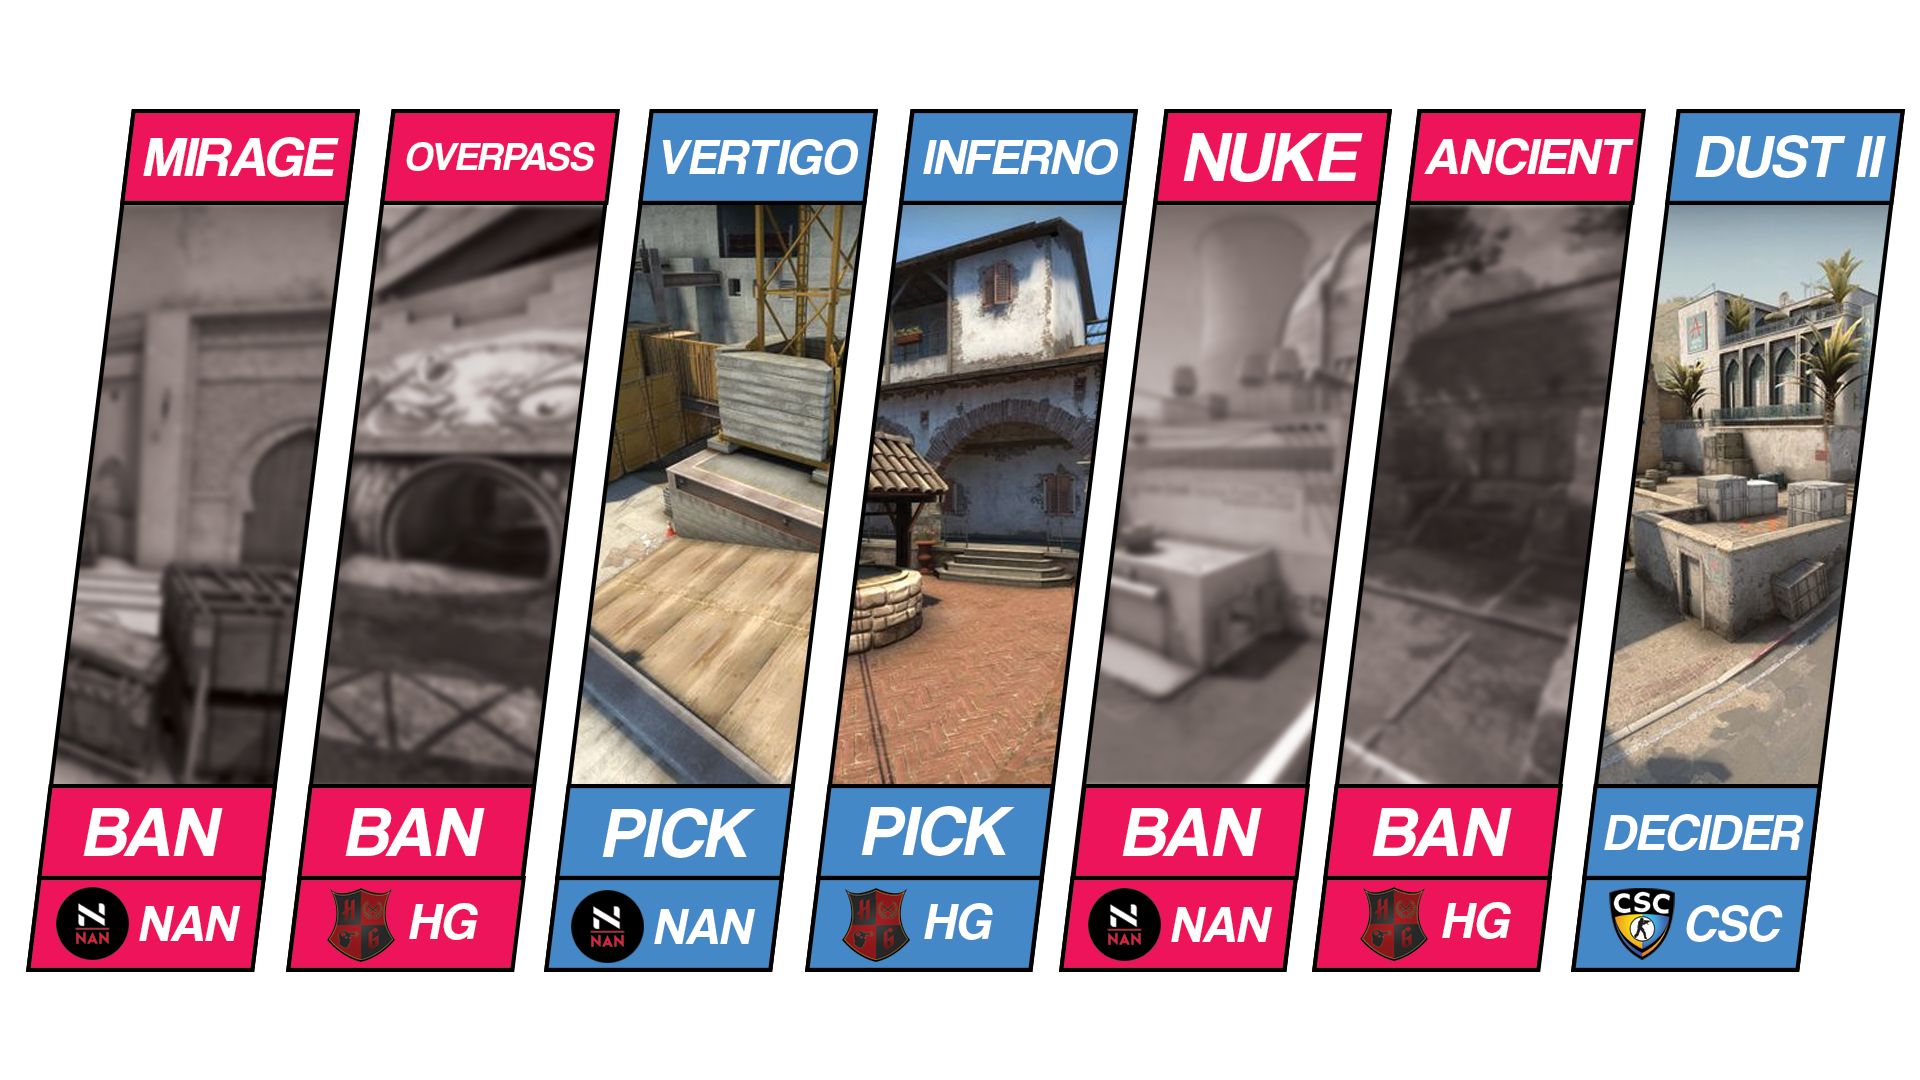 MIRAGE
OVERPASS
VERTIGO
INFERNO
NUKE
ANCIENT
DUST II
A
BAN
BAN
PICK
PICK
BAN
BAN
DECIDER
NAN
NAN
H
G
HG
NAN
NAN
H
G
HG
NAN
NAN
H
G
HG
CSC
CSC